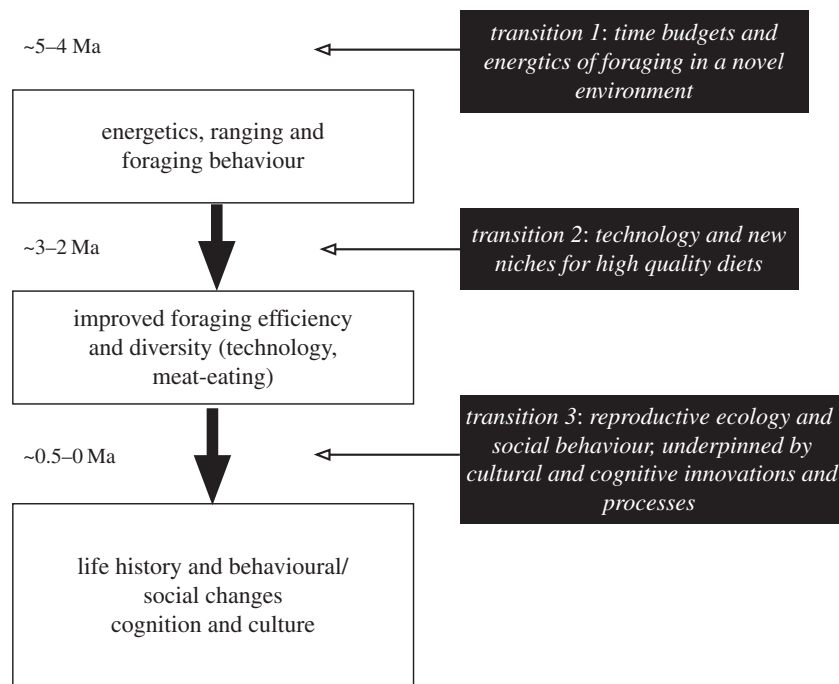 ~5–4 Ma
transition 1: time budgets and
energtics of foraging in a novel
environment
energetics, ranging and
foraging behaviour
~3–2 Ma
transition 2: technology and new
niches for high quality diets
improved foraging efficiency
and diversity (technology,
meat-eating)
~0.5–0 Ma
transition 3: reproductive ecology and
social behaviour, underpinned by
cultural and cognitive innovations and
processes
life history and behavioural/
social changes
cognition and culture